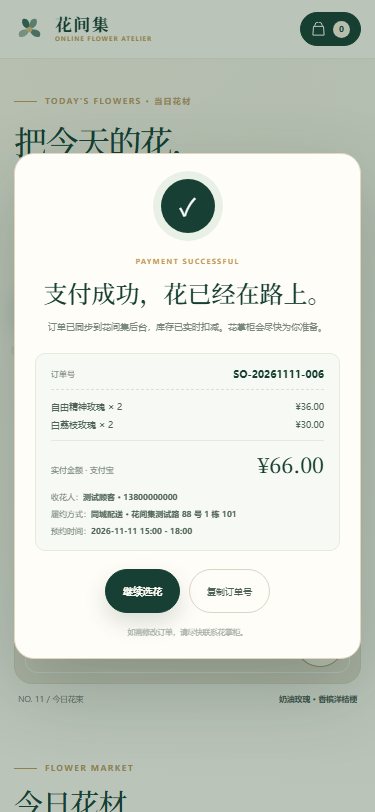 花间集
ONLINE FLOWER ATELIER
0
TODAY'S FLOWERS • 当日花材
把今天的花，
✓
PAYMENT SUCCESSFUL
支付成功，花已经在路上。
订单已同步到花间集后台，库存已实时扣减。花掌柜会尽快为你准备。
订单号 SO-20261111-006
自由精神玫瑰 × 2 ¥36.00
白荔枝玫瑰 × 2 ¥30.00
实付金额 · 支付宝 ¥66.00
收花人：测试顾客 • 13800000000
履约方式：同城配送 • 花间集测试路 88 号 1 栋 101
预约时间：2026-11-11 15:00 - 18:00
继续选花 复制订单号
如需修改订单，请尽快联系花掌柜。
NO. 11 / 今日花束 奶油玫瑰 • 香槟洋桔梗
FLOWER MARKET
今日花材